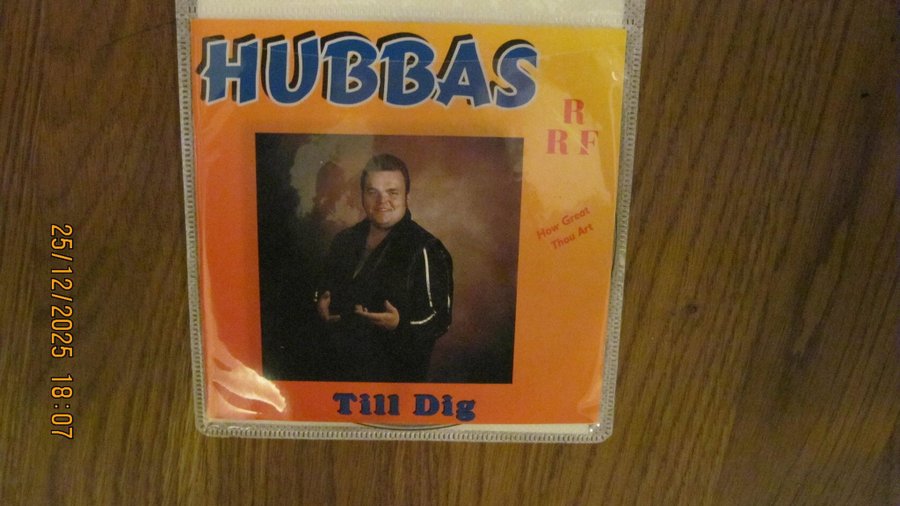 HUBBAS
R
R F
How Great
Thou Art
Till Dig
25/12/2025 18:07